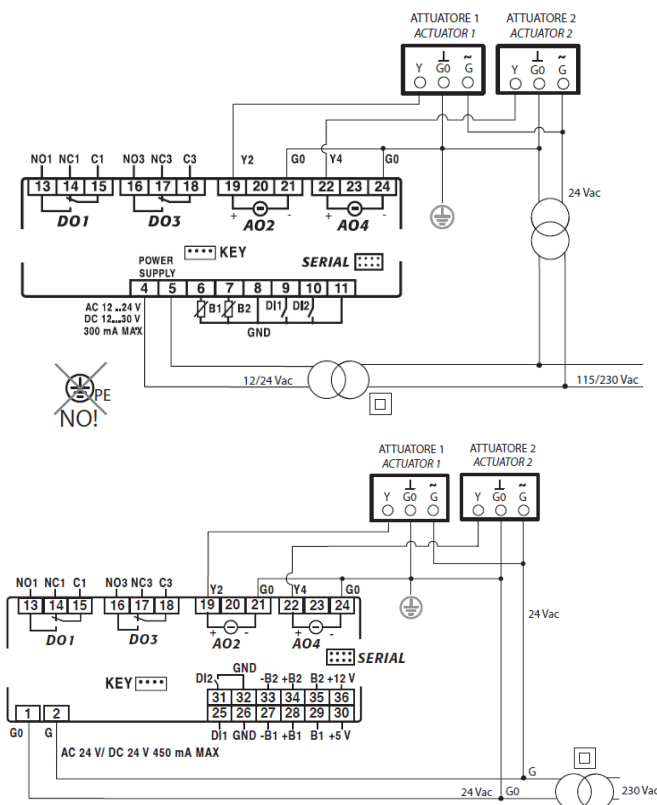 ATTUATORE 1 ATTUATORE 2
ACTUATOR 1 ACTUATOR 2
Y G0 ~ G Y G0 ~ G
NO1 NC1 C1 NO3 NC3 C3 Y2 G0 Y4 G0
13 14 15 16 17 18 19 20 21 22 23 24
24 Vac
DO1 DO3 + AO2 - + AO4 -
KEY
POWER
SUPPLY
SERIAL
4 5 6 7 8 9 10 11
AC 12 ..24 V
DC 12...30 V
300 mA MAX
B1 B2 DI1 DI2
GND
PE
NO!
12/24 Vac 115/230 Vac
ATTUATORE 1 ATTUATORE 2
ACTUATOR 1 ACTUATOR 2
Y G0 ~ G Y G0 ~ G
NO1 NC1 C1 NO3 NC3 C3 Y2 G0 Y4 G0
13 14 15 16 17 18 19 20 21 22 23 24
24 Vac
DO1 DO3 + AO2 - + AO4 -
SERIAL
KEY
DI2 GND -B2 +B2 B2 +12 V
31 32 33 34 35 36
1 2 25 26 27 28 29 30
G0 G DI1 GND -B1 +B1 B1 +5 V
AC 24 V/ DC 24 V 450 mA MAX
G
24 Vac G0 230 Vac